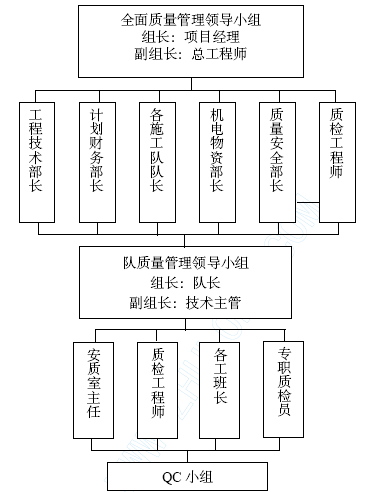 全面质量管理领导小组
组长：项目经理
副组长：总工程师
工程技术部长
计划财务部长
各施工队队长
机电物资部长
质量安全部长
质检工程师
队质量管理领导小组
组长：队长
副组长：技术主管
安质室主任
质检工程师
各工班长
专职质检员
QC 小组